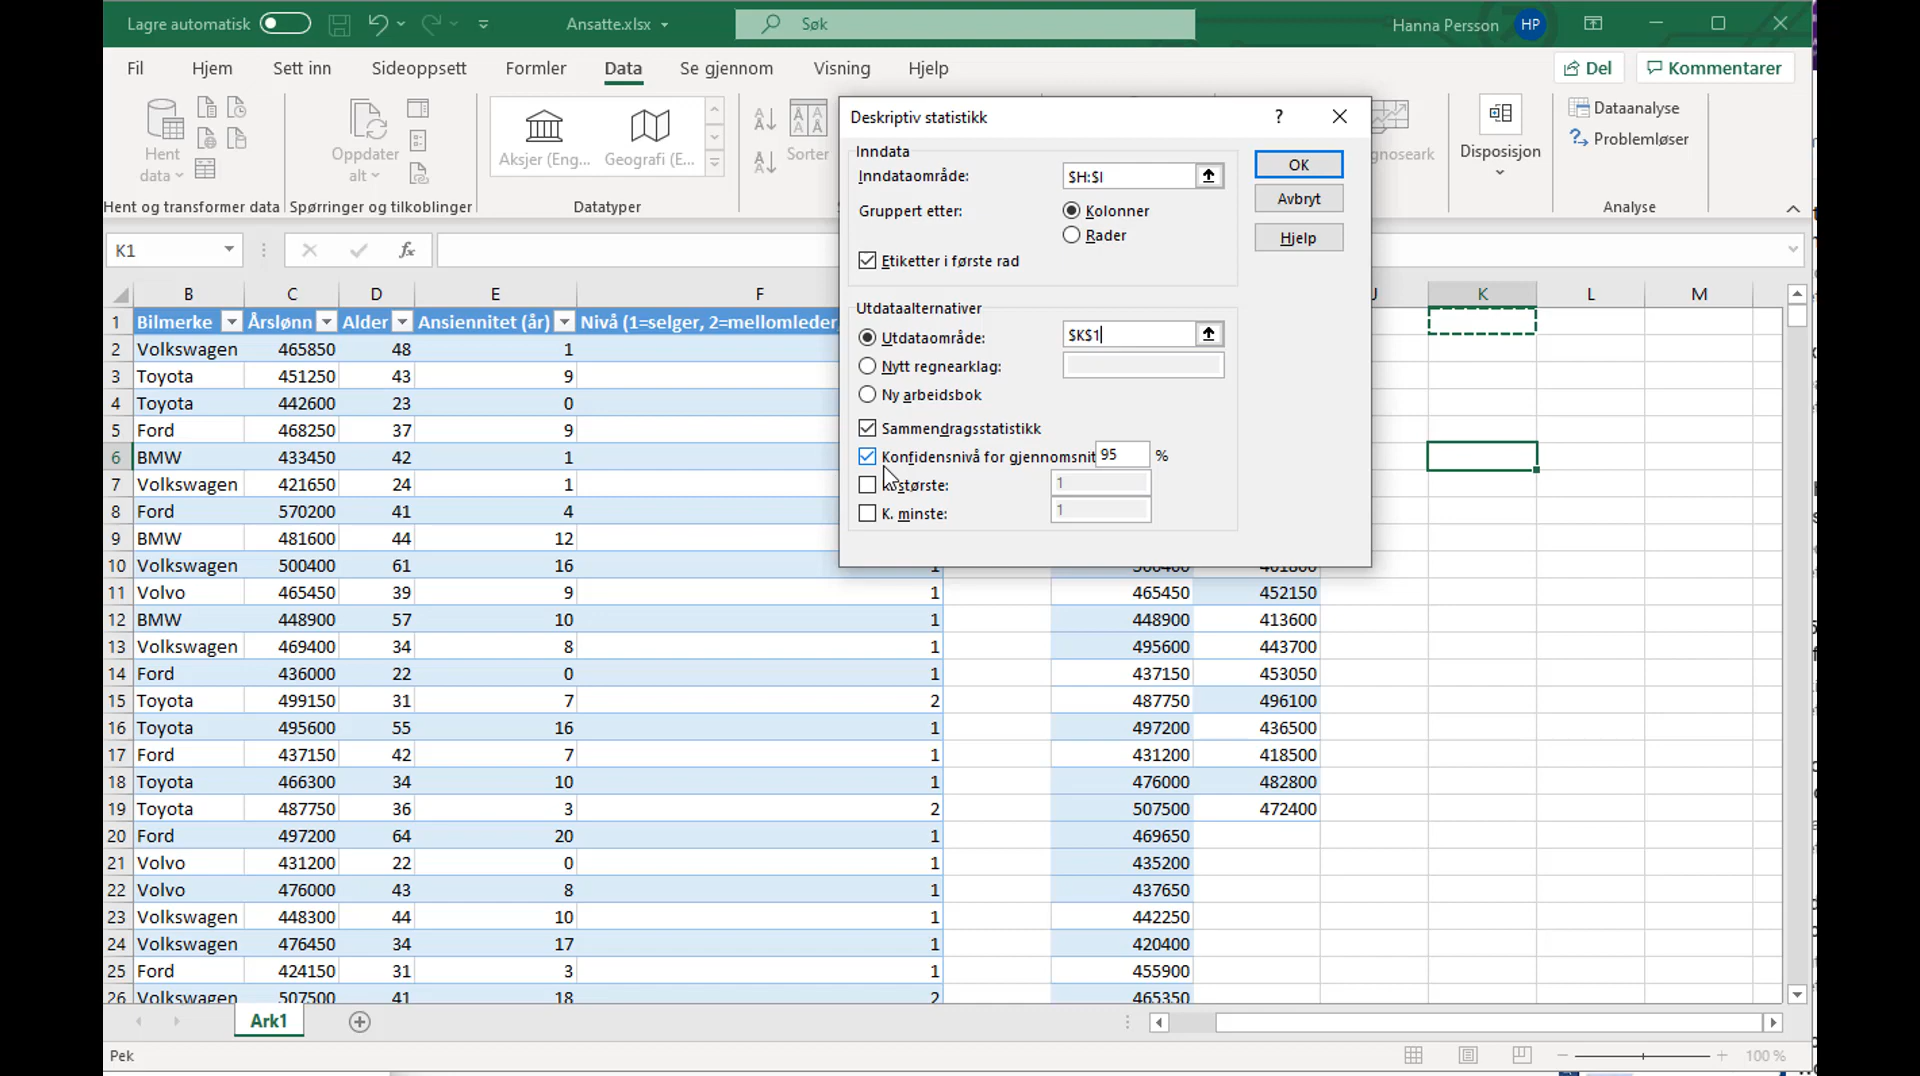 Lagre automatisk
Ansatte.xlsx
Søk
Hanna Persson
HP
Fil
Hjem
Sett inn
Sideoppsett
Formler
Data
Se gjennom
Visning
Hjelp
Del
Kommentarer
Hent
data
Oppdater
alt
Aksjer (Eng...
Geografi (E...
Sorter
Disposjon
Dataanalyse
Problemløser
Hent og transformer data
Spørringer og tilkoblinger
Datatyper
Analyse
K1
fx
Deskriptiv statistikk
?
Inndata
Inndataområde:
$H:$I
Gruppert etter:
Kolonner
Rader
Etiketter i første rad
OK
Avbryt
Hjelp
Utdataalternativer
Utdataområde:
$K$1
Nytt regnearklag:
Ny arbeidsbok
Sammendragsstatistikk
Konfidensnivå for gjennomsnit
95
%
største:
1
K. minste:
1
B C D E F K L M
1 Bilmerke Årslønn Alder Ansiennitet (år) Nivå (1=selger, 2=mellomleder,
2 Volkswagen 465850 48 1
3 Toyota 451250 43 9
4 Toyota 442600 23 0
5 Ford 468250 37 9
6 BMW 433450 42 1
7 Volkswagen 421650 24 1
8 Ford 570200 41 4
9 BMW 481600 44 12
10 Volkswagen 500400 61 16
11 Volvo 465450 39 9 1 465450 452150
12 BMW 448900 57 10 1 448900 413600
13 Volkswagen 469400 34 8 1 495600 443700
14 Ford 436000 22 0 1 437150 453050
15 Toyota 499150 31 7 2 487750 496100
16 Toyota 495600 55 16 1 497200 436500
17 Ford 437150 42 7 1 431200 418500
18 Toyota 466300 34 10 1 476000 482800
19 Toyota 487750 36 3 2 507500 472400
20 Ford 497200 64 20 1 469650
21 Volvo 431200 22 0 1 435200
22 Volvo 476000 43 8 1 437650
23 Volkswagen 448300 44 10 1 442250
24 Volkswagen 476450 34 17 1 420400
25 Ford 424150 31 3 1 455900
26 Volkswagen 507500 41 18 2 465350
Ark1
Pek
100 %